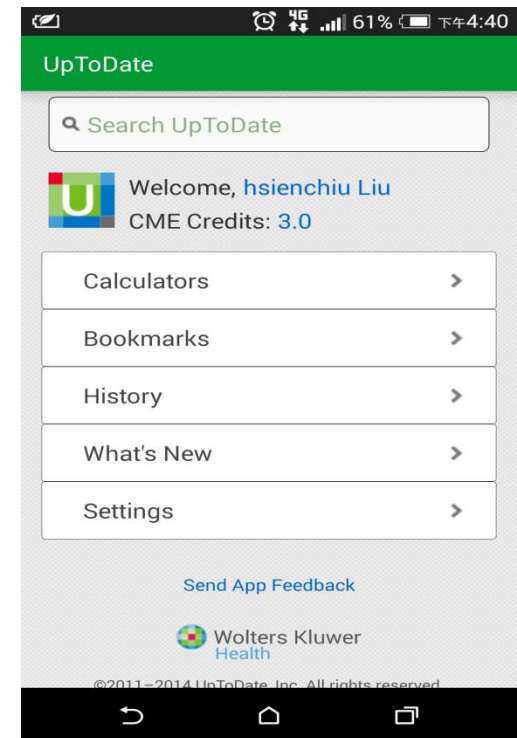 4G 61% 下午4:40
UpToDate
Search UpToDate
U
Welcome, hsienchiu Liu
CME Credits: 3.0
Calculators
Bookmarks
History
What's New
Settings
Send App Feedback
Wolters Kluwer
Health
©2011–2014 UpToDate, Inc. All rights reserved